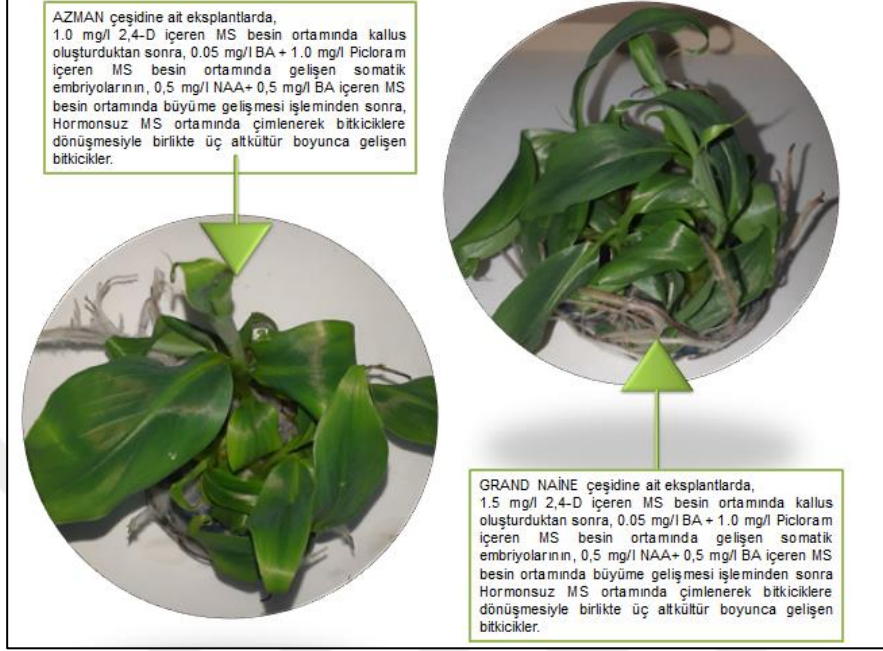 AZMAN çeşidine ait eksplantlarda,
1.0 mg/l 2,4-D içeren MS besin ortamında kallus
oluşturduktan sonra, 0.05 mg/l BA + 1.0 mg/l Picloram
içeren MS besin ortamında gelişen somatik
embriyolarının, 0,5 mg/l NAA+ 0,5 mg/l BA içeren MS
besin ortamında büyüme gelişmesi işleminden sonra,
Hormonsuz MS ortamında çimlenerek bitkiciklere
dönüşmesiyle birlikte üç altkültür boyunca gelişen
bitkicikler.
GRAND NAİNE çeşidine ait eksplantlarda,
1.5 mg/l 2,4-D içeren MS besin ortamında kallus
oluşturduktan sonra, 0.05 mg/l BA + 1.0 mg/l Picloram
içeren MS besin ortamında gelişen somatik
embriyolarının, 0,5 mg/l NAA+ 0,5 mg/l BA içeren MS
besin ortamında büyüme gelişmesi işleminden sonra
Hormonsuz MS ortamında çimlenerek bitkiciklere
dönüşmesiyle birlikte üç altkültür boyunca gelişen
bitkicikler.